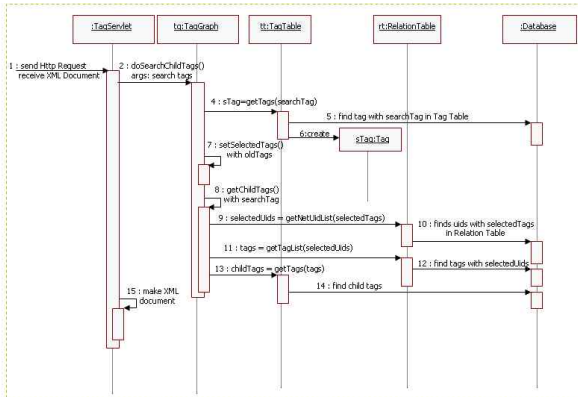 :TagServlet
tg:TagGraph
tt:TagTable
rt:RelationTable
:Database
1 : send Http Request
receive XML Document
2 : doSearchChildTags()
args: search tags
4 : sTag=getTags(searchTag)
5 : find tag with searchTag in Tag Table
6:create
sTag:Tag
7 : setSelectedTags()
with oldTags
8 : getChildTags()
with searchTag
9 : selectedUids = getNetUidList(selectedTags)
10 : finds uids with selectedTags
in Relation Table
11 : tags = getTagList(selectedUids)
12 : find tags with selectedUids
13 : childTags = getTags(tags)
14 : find child tags
15 : make XML
document